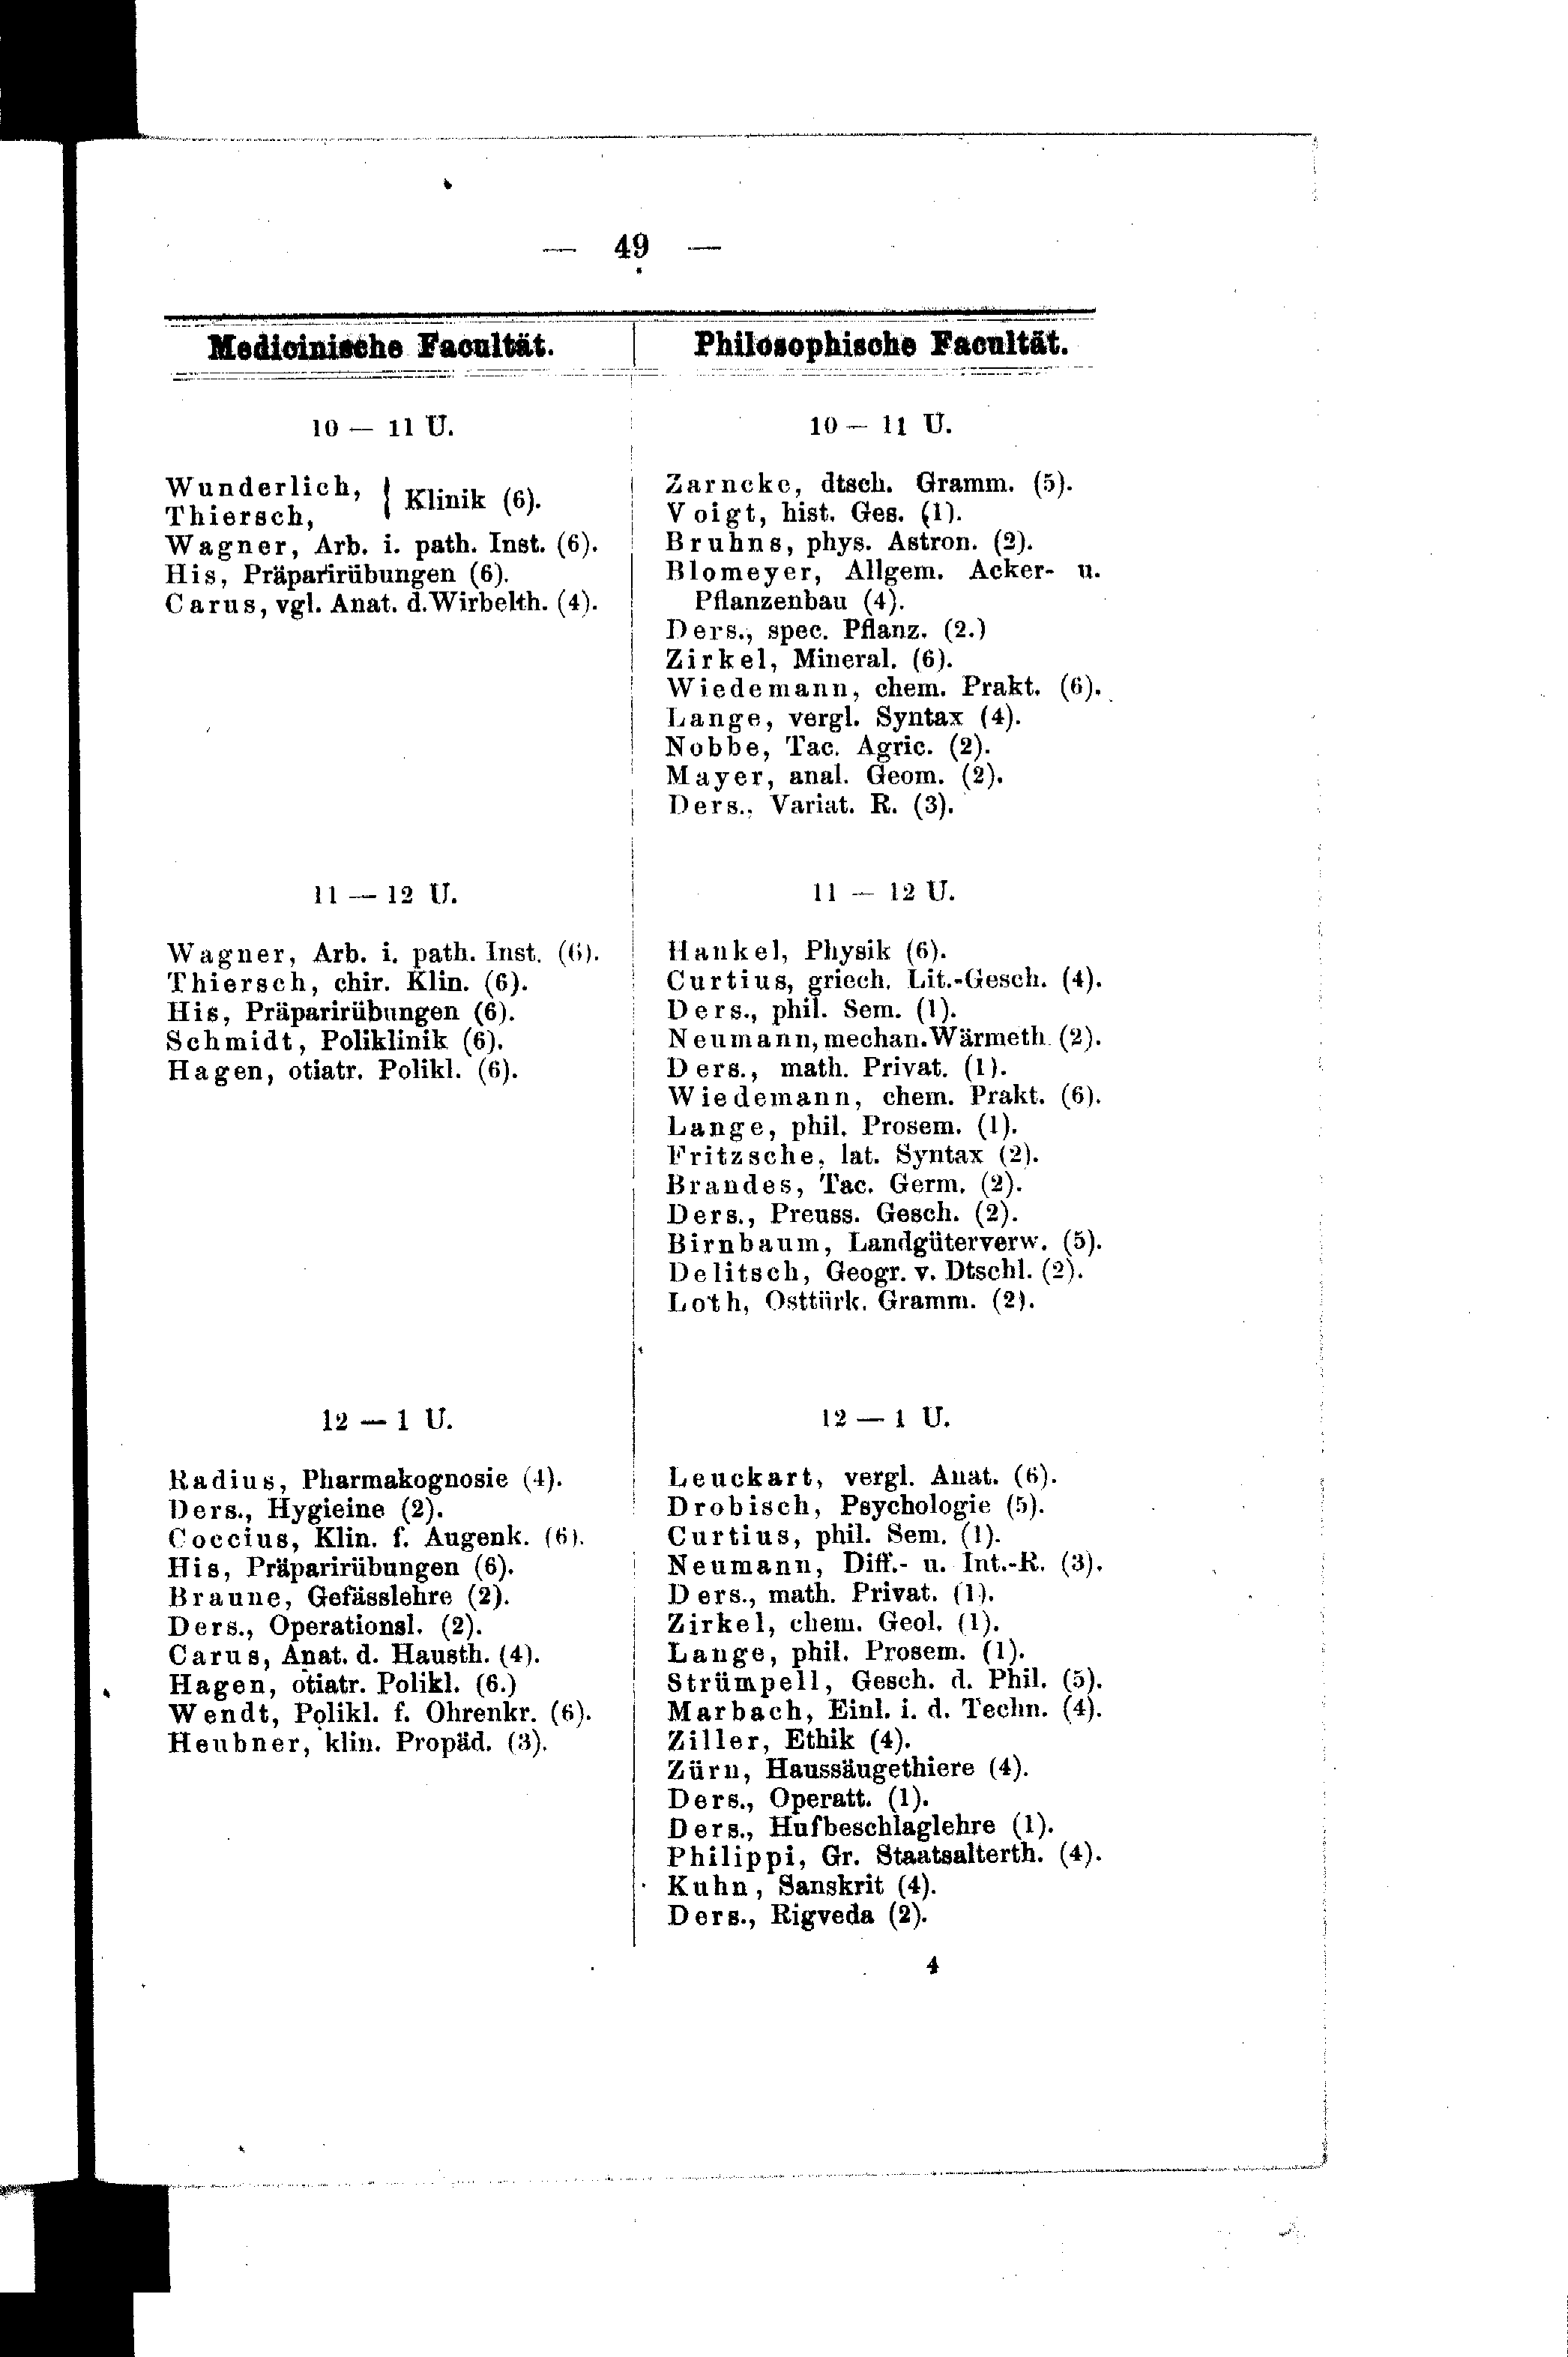 — 49 —
Medicinische Facultät.
10 — 11 U.
Wunderlich,
Thiersch,
} Klinik (6).
Wagner, Arb. i. path. Inst. (6).
His, Präparirübungen (6).
Carus, vgl. Anat. d. Wirbelth. (4).
11 — 12 U.
Wagner, Arb. i. path. Inst. (6).
Thiersch, chir. Klin. (6).
His, Präparirübungen (6).
Schmidt, Poliklinik (6).
Hagen, otiatr. Polikl. (6).
12 — 1 U.
Radius, Pharmakognosie (4).
Ders., Hygieine (2).
Coccius, Klin. f. Augenk. (6).
His, Präparirübungen (6).
Braune, Gefässlehre (2).
Ders., Operationsl. (2).
Carus, Anat. d. Hausth. (4).
Hagen, otiatr. Polikl. (6.)
Wendt, Polikl. f. Ohrenkr. (6).
Heubner, klin. Propäd. (3).
Philosophische Facultät.
10 — 11 U.
Zarncke, dtsch. Gramm. (5).
Voigt, hist. Ges. (1).
Bruhns, phys. Astron. (2).
Blomeyer, Allgem. Acker- u.
Pflanzenbau (4).
Ders., spec. Pflanz. (2.)
Zirkel, Mineral. (6).
Wiedemann, chem. Prakt. (6).
Lange, vergl. Syntax (4).
Nobbe, Tac. Agric. (2).
Mayer, anal. Geom. (2).
Ders., Variat. R. (3).
11 — 12 U.
Hankel, Physik (6).
Curtius, griech. Lit.-Gesch. (4).
Ders., phil. Sem. (1).
Neumann, mechan. Wärmeth. (2).
Ders., math. Privat. (1).
Wiedemann, chem. Prakt. (6).
Lange, phil. Prosem. (1).
Fritzsche, lat. Syntax (2).
Brandes, Tac. Germ. (2).
Ders., Preuss. Gesch. (2).
Birnbaum, Landgüterverw. (5).
Delitsch, Geogr. v. Dtschl. (2).
Loth, Osttürk. Gramm. (2).
12 — 1 U.
Leuckart, vergl. Anat. (6).
Drobisch, Psychologie (5).
Curtius, phil. Sem. (1).
Neumann, Diff.- u. Int.-R. (3).
Ders., math. Privat. (1).
Zirkel, chem. Geol. (1).
Lange, phil. Prosem. (1).
Strümpell, Gesch. d. Phil. (5).
Marbach, Einl. i. d. Techn. (4).
Ziller, Ethik (4).
Zürn, Haussäugethiere (4).
Ders., Operatt. (1).
Ders., Hufbeschlaglehre (1).
Philippi, Gr. Staatsalterth. (4).
Kuhn, Sanskrit (4).
Ders., Rigveda (2).
4